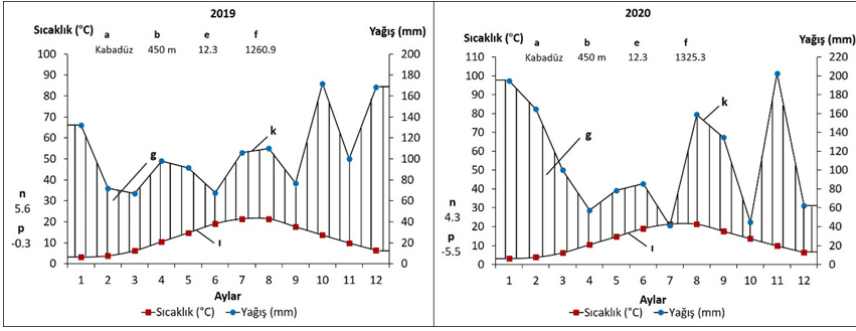 2019
Sıcaklık (°C)
Yağış (mm)
a b e f
Kabadüz 450 m 12.3 1260.9
100
90
80
70
60
50
40
30
20
10
0
200
180
160
140
120
100
80
60
40
20
0
g
k
ı
n
5.6
p
-0.3
1 2 3 4 5 6 7 8 9 10 11 12
Aylar
Sıcaklık (°C) Yağış (mm)
2020
Sıcaklık (°C)
Yağış (mm)
a b e f
Kabadüz 450 m 12.3 1325.3
110
100
90
80
70
60
50
40
30
20
10
0
220
200
180
160
140
120
100
80
60
40
20
0
g
k
ı
n
4.3
p
-5.5
1 2 3 4 5 6 7 8 9 10 11 12
Aylar
Sıcaklık (°C) Yağış (mm)